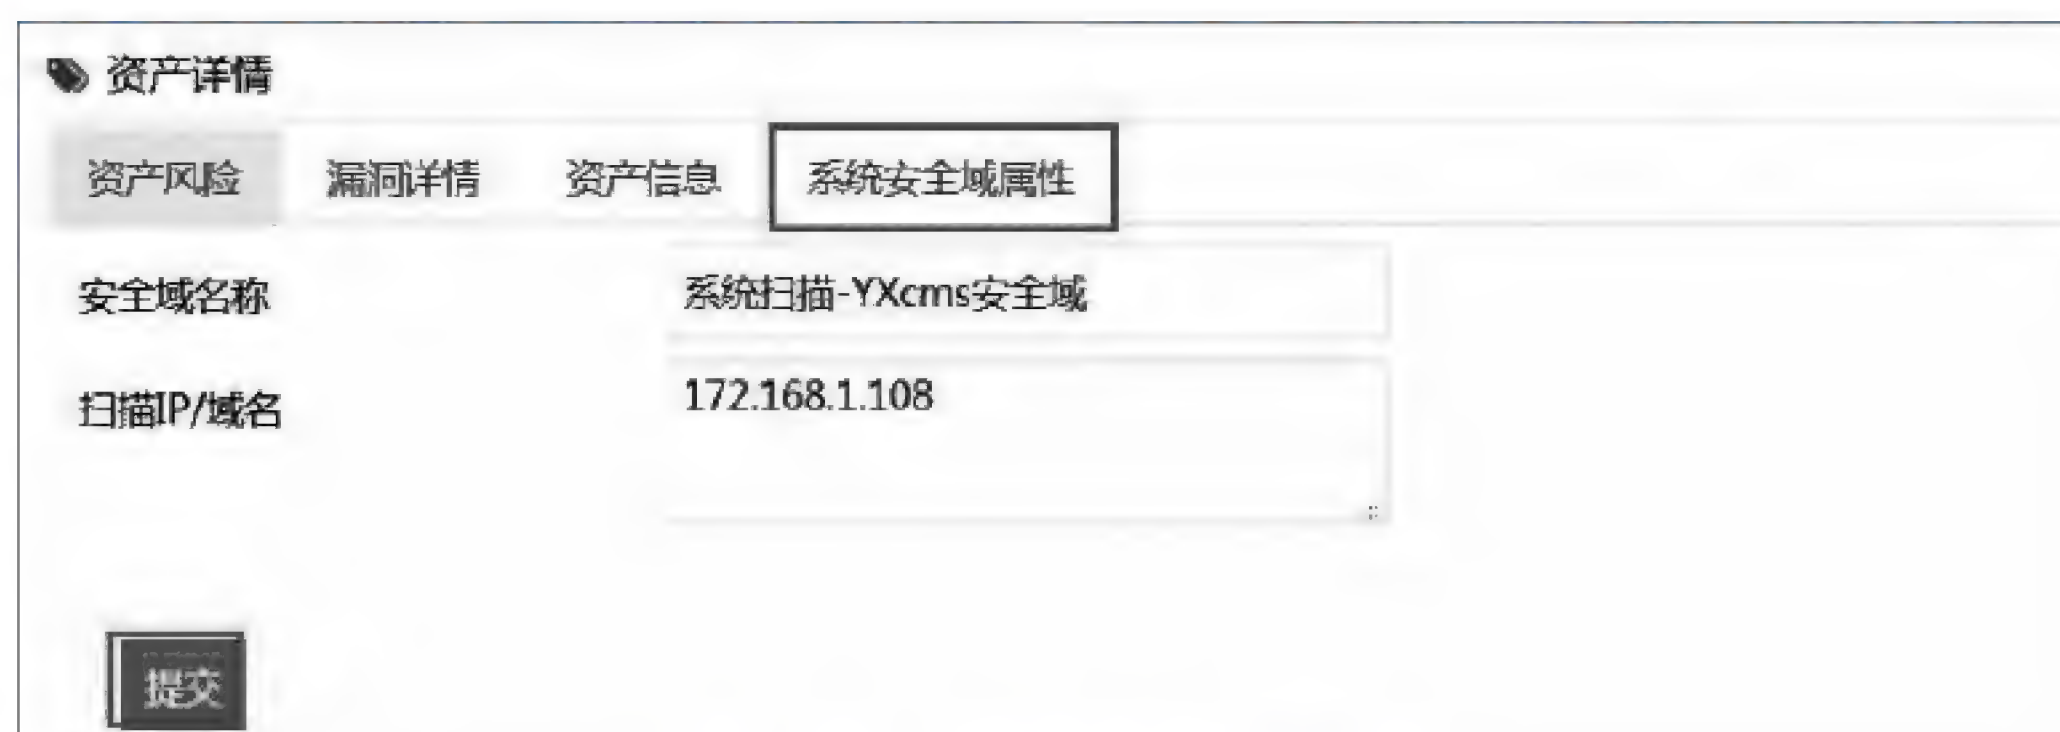 资产详情
资产风险 漏洞详情 资产信息 系统安全域属性
安全域名称 系统扫描-YXcms安全域
扫描IP/域名 172.168.1.108
提交